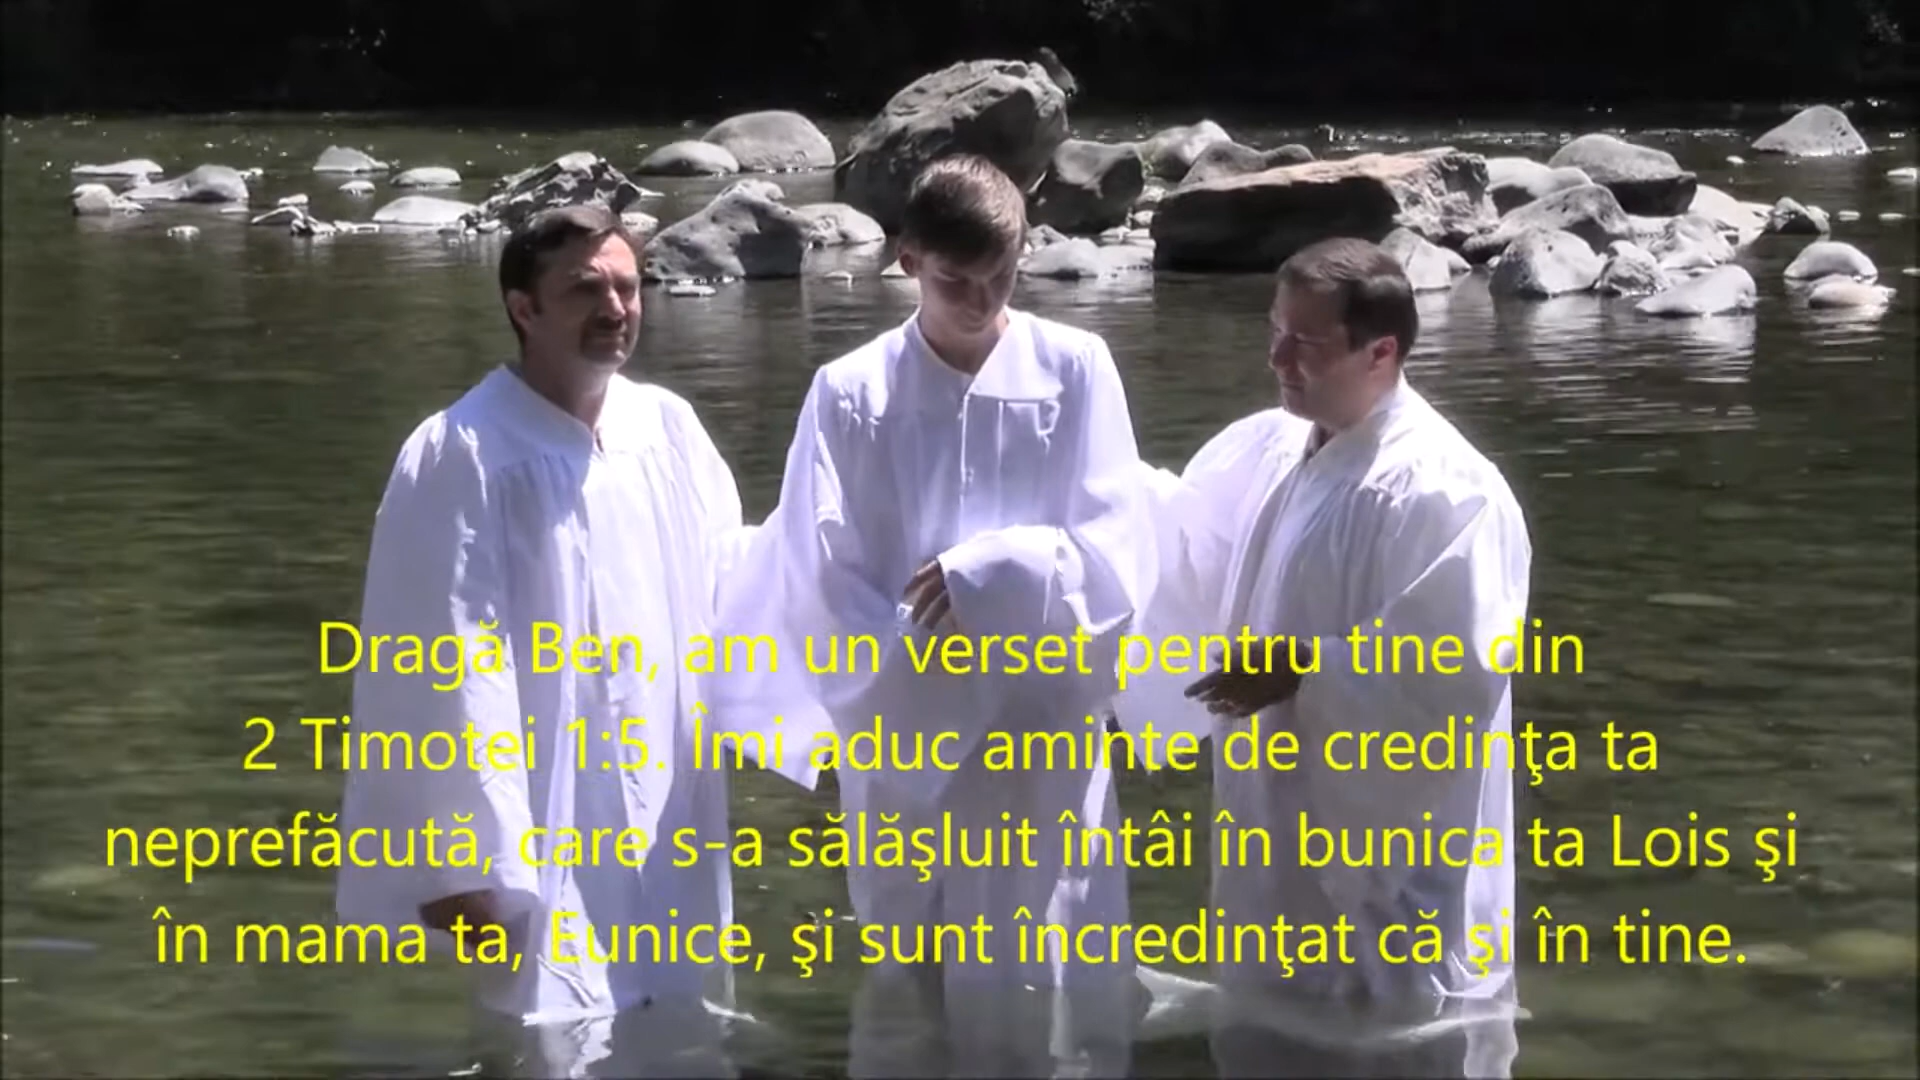 Dragă Ben, am un verset pentru tine din
2 Timotei 1:5. Îmi aduc aminte de credinţa ta
neprefăcută, care s-a sălăşluit întâi în bunica ta Lois şi
în mama ta, Eunice, şi sunt încredinţat că şi în tine.